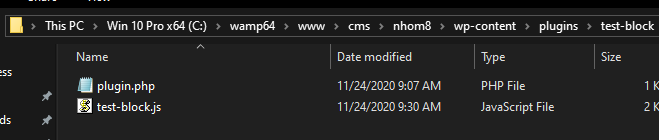 This PC > Win 10 Pro x64 (C:) > wamp64 > www > cms > nhom8 > wp-content > plugins > test-block
Name Date modified Type Size
plugin.php 11/24/2020 9:07 AM PHP File 1 K
test-block.js 11/24/2020 9:30 AM JavaScript File 2 K
ess
ds